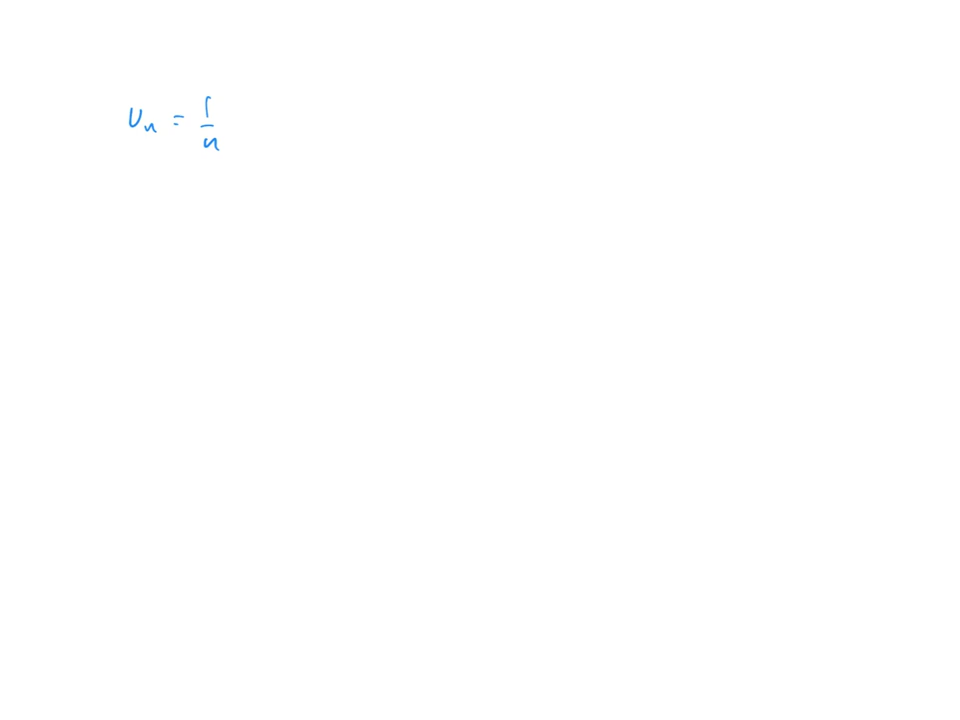 U_n = 1/n